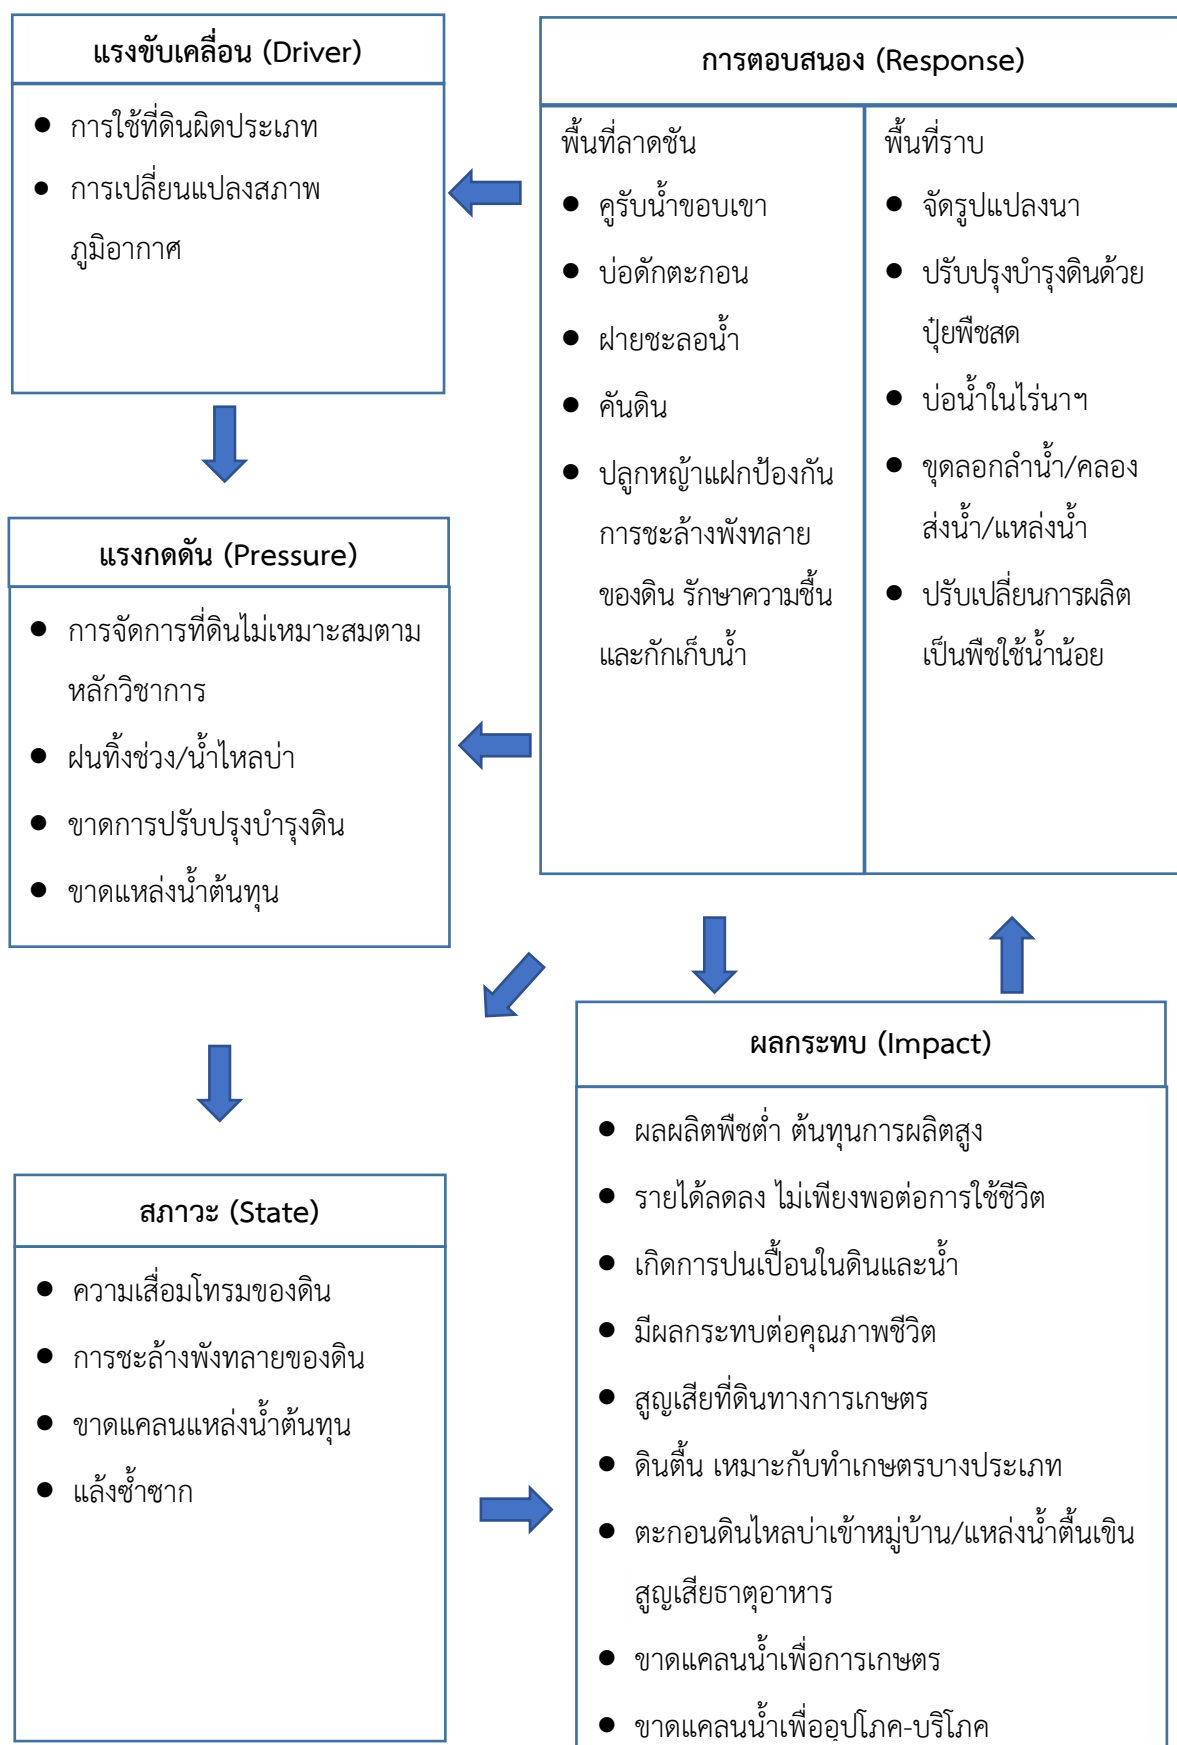 แรงขับเคลื่อน (Driver)
● การใช้ที่ดินผิดประเภท
● การเปลี่ยนแปลงสภาพ
ภูมิอากาศ
การตอบสนอง (Response)
พื้นที่ลาดชัน
● คูรับน้ำขอบเขา
● บ่อดักตะกอน
● ฝายชะลอน้ำ
● คันดิน
● ปลูกหญ้าแฝกป้องกัน
การชะล้างพังทลาย
ของดิน รักษาความชื้น
และกักเก็บน้ำ
พื้นที่ราบ
● จัดรูปแปลงนา
● ปรับปรุงบำรุงดินด้วย
ปุ๋ยพืชสด
● บ่อน้ำในไร่นาฯ
● ขุดลอกลำน้ำ/คลอง
ส่งน้ำ/แหล่งน้ำ
● ปรับเปลี่ยนการผลิต
เป็นพืชใช้น้ำน้อย
แรงกดดัน (Pressure)
● การจัดการที่ดินไม่เหมาะสมตาม
หลักวิชาการ
● ฝนทิ้งช่วง/น้ำไหลบ่า
● ขาดการปรับปรุงบำรุงดิน
● ขาดแหล่งน้ำต้นทุน
สภาวะ (State)
● ความเสื่อมโทรมของดิน
● การชะล้างพังทลายของดิน
● ขาดแคลนแหล่งน้ำต้นทุน
● แล้งซ้ำซาก
ผลกระทบ (Impact)
● ผลผลิตพืชต่ำ ต้นทุนการผลิตสูง
● รายได้ลดลง ไม่เพียงพอต่อการใช้ชีวิต
● เกิดการปนเปื้อนในดินและน้ำ
● มีผลกระทบต่อคุณภาพชีวิต
● สูญเสียที่ดินทางการเกษตร
● ดินตื้น เหมาะกับทำเกษตรบางประเภท
● ตะกอนดินไหลบ่าเข้าหมู่บ้าน/แหล่งน้ำตื้นเขิน
สูญเสียธาตุอาหาร
● ขาดแคลนน้ำเพื่อการเกษตร
● ขาดแคลนน้ำเพื่ออุปโภค-บริโภค